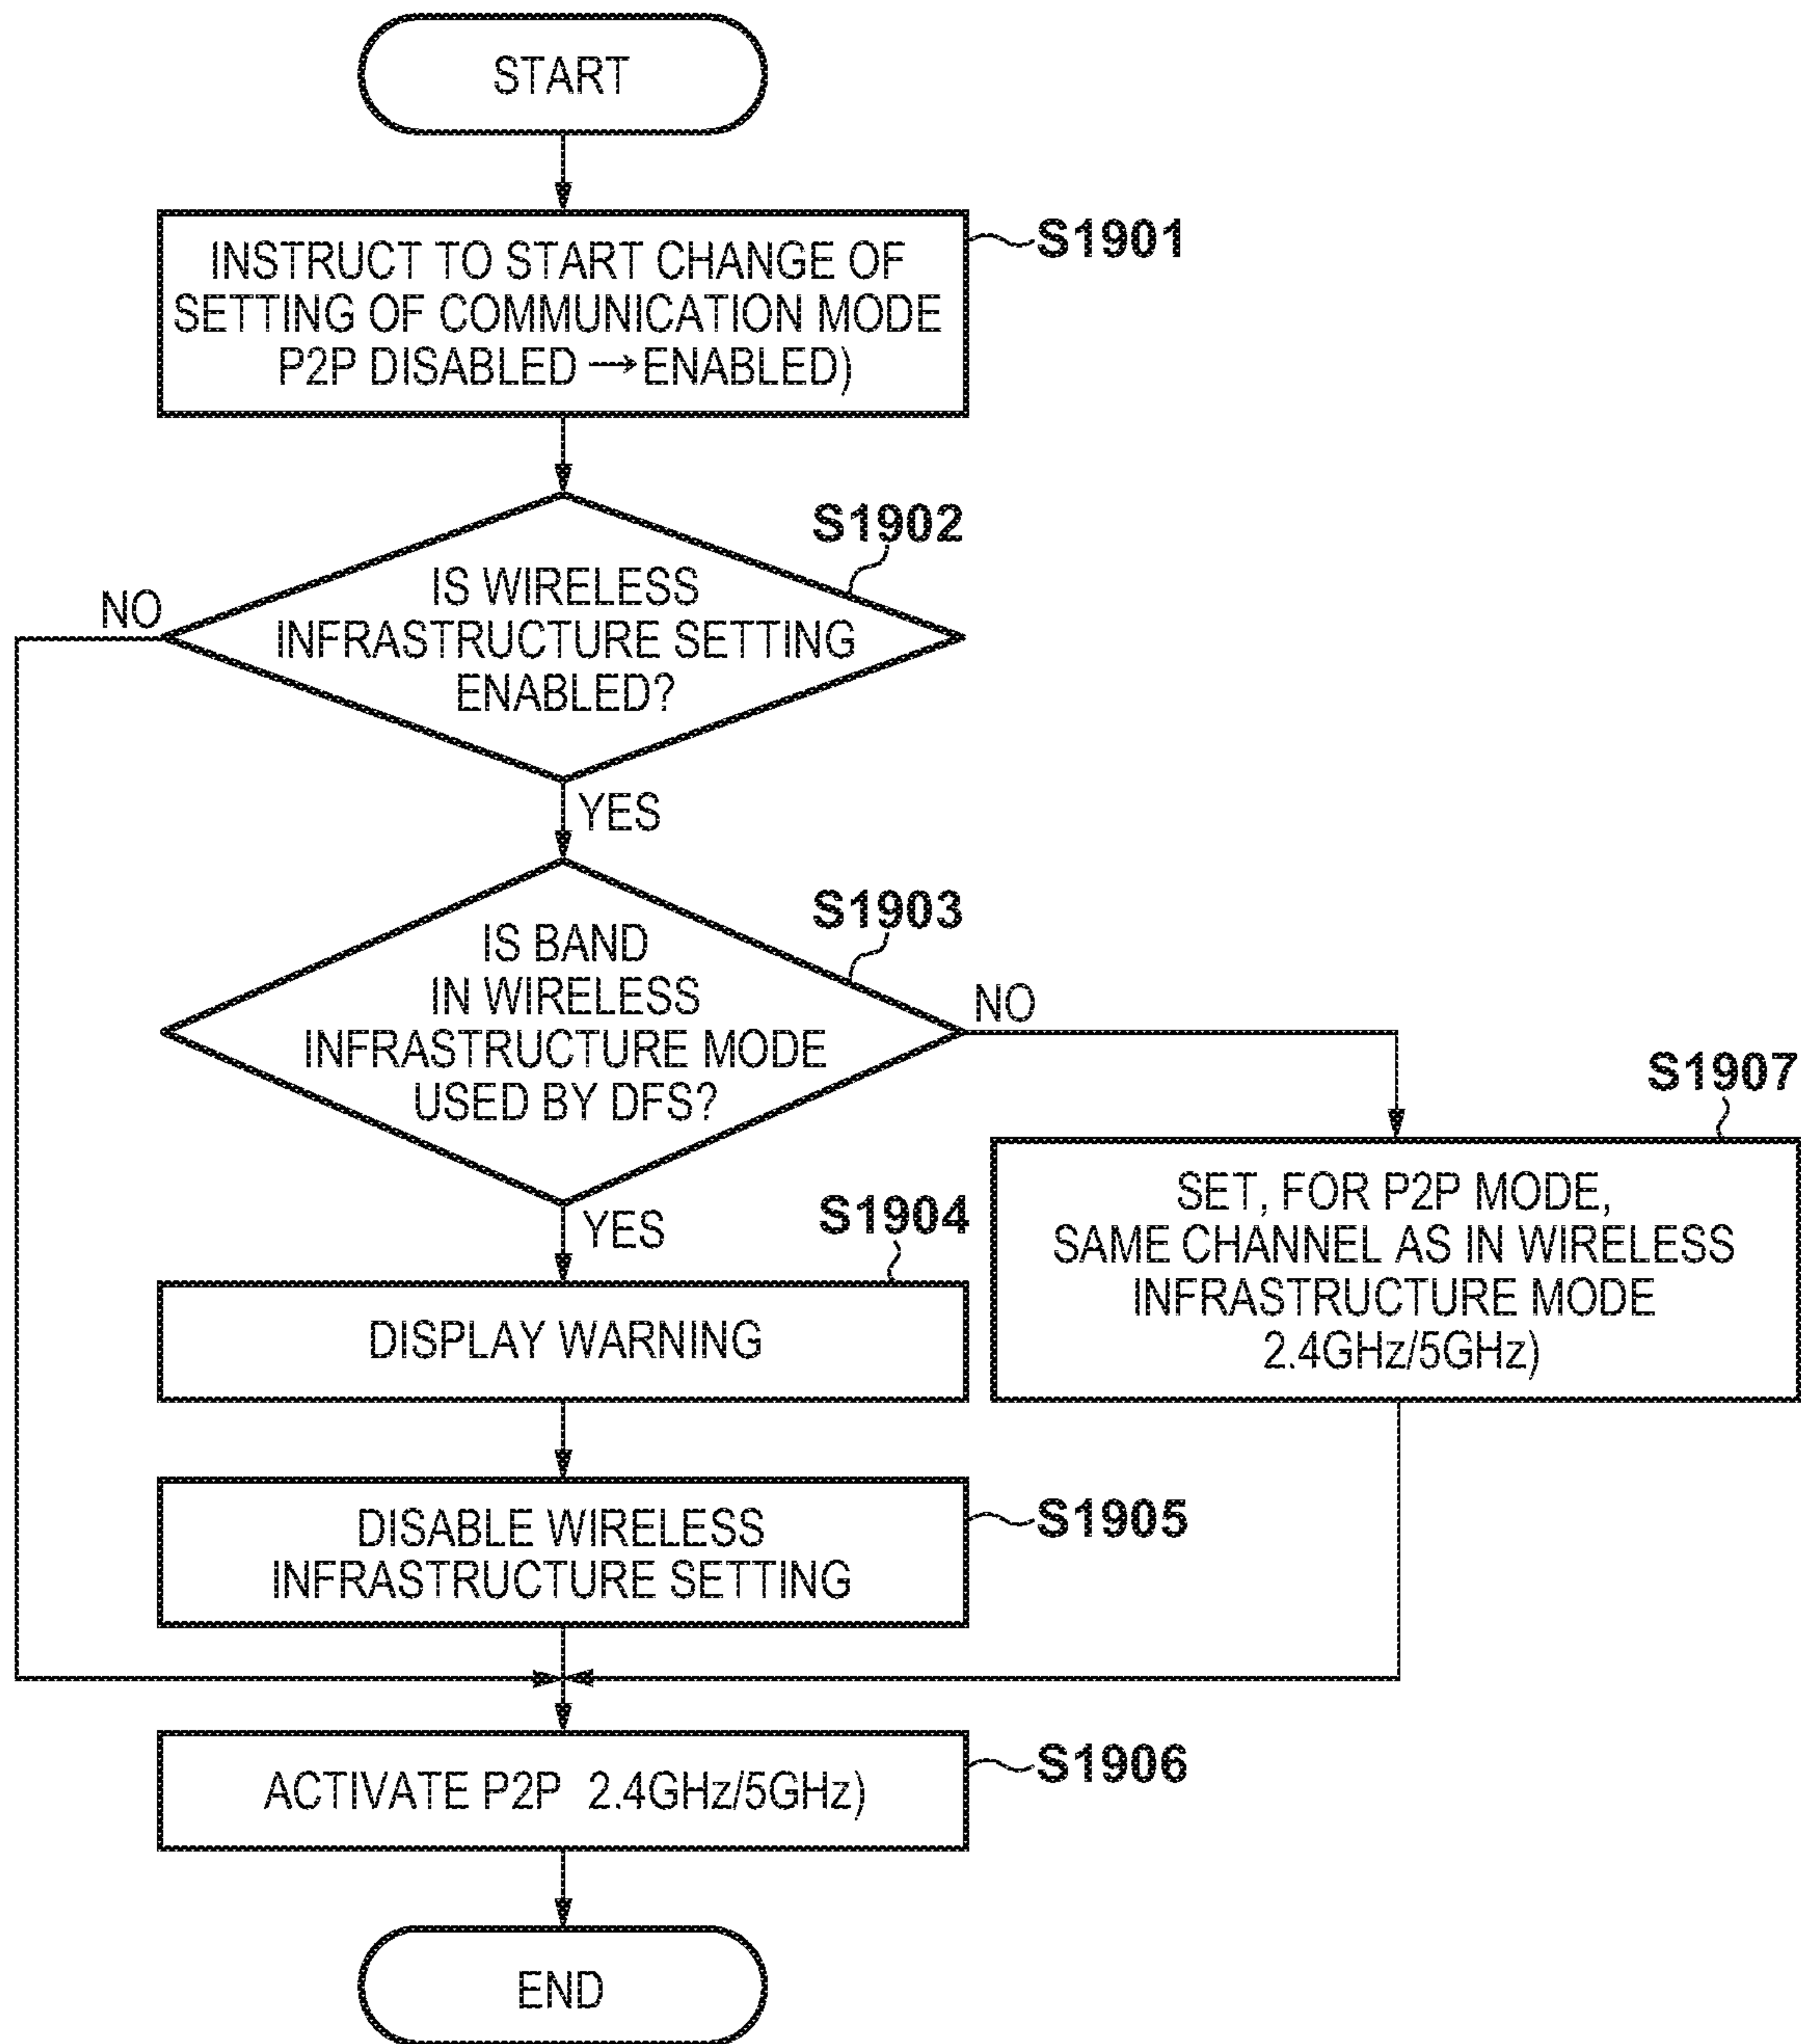 START
S1901
INSTRUCT TO START CHANGE OF
SETTING OF COMMUNICATION MODE
P2P DISABLED →ENABLED)
S1902
IS WIRELESS
INFRASTRUCTURE SETTING
ENABLED?
NO
YES
S1903
IS BAND
IN WIRELESS
INFRASTRUCTURE MODE
USED BY DFS?
NO
YES
S1907
SET, FOR P2P MODE,
SAME CHANNEL AS IN WIRELESS
INFRASTRUCTURE MODE
2.4GHz/5GHz)
S1904
DISPLAY WARNING
DISABLE WIRELESS
INFRASTRUCTURE SETTING
S1905
ACTIVATE P2P 2.4GHz/5GHz)
S1906
END